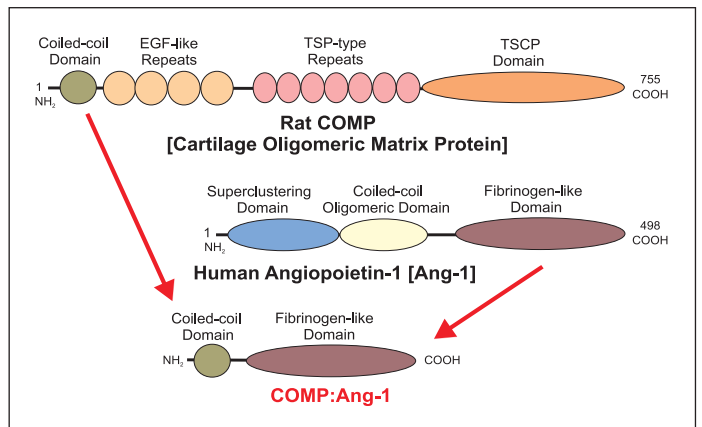 Coiled-coil
Domain
EGF-like
Repeats
TSP-type
Repeats
TSCP
Domain
1
NH₂
755
COOH
Rat COMP
[Cartilage Oligomeric Matrix Protein]
Superclustering
Domain
Coiled-coil
Oligomeric Domain
Fibrinogen-like
Domain
1
NH₂
498
COOH
Human Angiopoietin-1 [Ang-1]
Coiled-coil
Domain
Fibrinogen-like
Domain
NH₂
COOH
COMP:Ang-1